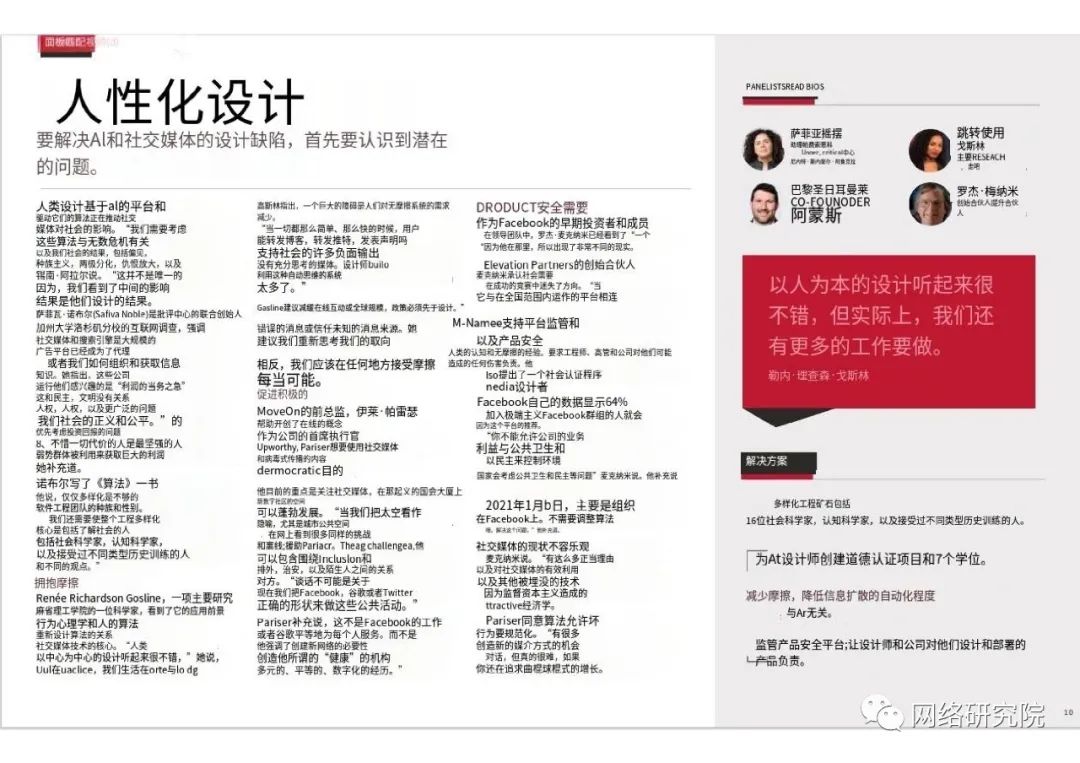 面板匹配视频(d)
人性化设计
要解决AI和社交媒体的设计缺陷，首先要认识到潜在
的问题。
人类设计基于al的平台和
驱动它们的算法正在推动社交
媒体对社会的影响。“我们需要考虑
这些算法与无数危机有关
以及我们社会的结果，包括偏见，
种族主义，两极分化，仇恨放大，以及
锡南·阿拉尔说。“这并不是唯一的
因为，我们看到了中间的影响
结果是他们设计的结果。
萨菲瓦·诺布尔(Safiva Noble)是批评中心的联合创始人
加州大学洛杉矶分校的互联网调查，强调
社交媒体和搜索引擎是大规模的
广告平台已经成为了代理
或者我们如何组织和获取信息
知识。她指出，这些公司
运行他们感兴趣的是“利润的当务之急”
这和民主，文明没有关系
人权，人权，以及更广泛的问题
我们社会的正义和公平。”的
优先考虑投资回报的问题
8、不惜一切代价的人是最坚强的人
弱势群体被利用来获取巨大的利润
她补充道。
诺布尔写了《算法》一书
他说，仅仅多样化是不够的
软件工程团队的种族和性别。
我们还需要使整个工程多样化
核心是包括了解社会的人
包括社会科学家，认知科学家，
以及接受过不同类型历史训练的人
和不同的观点。”
拥抱摩擦
Renée Richardson Gosline，一项主要研究
麻省理工学院的一位科学家，看到了它的应用前景
行为心理学和人的算法
重新设计算法的关系
社交媒体技术的核心。“人类
以中心为中心的设计听起来很不错，”她说，
Uul在uaclice，我们生活在orte与lo dg
高斯林指出，一个巨大的障碍是人们对无摩擦系统的需求
减少。
“当一切都那么简单、那么快的时候，用户
能转发博客，转发推特，发表声明吗
支持社会的许多负面输出
没有充分思考的媒体。设计师builo
利用这种自动思维的系统
太多了。”
Gasline建议减缓在线互动或全球规模，政策必须先于设计。”
错误的消息或信任未知的消息来源。她
建议我们重新思考我们的取向
相反，我们应该在任何地方接受摩擦
每当可能。
促进积极的
MoveOn的前总监，伊莱·帕雷瑟
帮助开创了在线的概念
作为公司的首席执行官
Upworthy, Pariser想要使用社交媒体
和病毒式传播的内容
dermocratic目的
他目前的重点是关注社交媒体，在那起义的国会大厦上
新数字社区的空间
可以蓬勃发展。“当我们把太空看作
隐喻，尤其是城市公共空间
在网上看到很多同样的挑战
和裏线;援助Pariacr。Theag challengea,他
可以包含围绕Inclusion和
排外，治安，以及陌生人之间的关系
对方。“谈话不可能是关于
现在我们把Facebook，谷歌或者Twitter
正确的形状来做这些公共活动。”
Pariser补充说，这不是Facebook的工作
或者谷歌平等地为每个人服务。而不是
他强调了创建新网络的必要性
创造他所谓的“健康”的机构
多元的、平等的、数字化的经历。”
DRODUCT安全需要
作为Facebook的早期投资者和成员
在领导团队中，罗杰·麦克纳米已经看到了“一个
“因为他在那里，所以出现了非常不同的现实。
Elevation Partners的创始合伙人
麦克纳米承认社会需要
在成功的竞赛中迷失了方向。“当
它与在全国范围内运作的平台相连
M-Namee支持平台监管和
以及产品安全
人类的认知和无摩擦的经验。要求工程师、高管和公司对他们可能
造成的任何伤害负责。他
lso提出了一个社会认证程序
nedia设计者
Facebook自己的数据显示64%
加入极端主义Facebook群组的人就会
因为这个平台的推荐。
“你不能允许公司的业务
利益与公共卫生和
以民主来控制环境
国家会考虑公共卫生和民主等问题”麦克纳米说。他补充说
2021年1月b日，主要是组织
在Facebook上。不需要调整算法
社交媒体的现状不容乐观
麦克纳米说。“有这么多正当理由
以及对社交媒体的有效利用
以及其他被埋没的技术
因为监督资本主义造成的
ttractive经济学。
Pariser同意算法允许坏
行为要规范化。“有很多
创造新的媒介方式的机会
对话，但真的很难，如果
你还在追求曲棍球棍式的增长。
PANELISTSREAD BIOS
萨菲亚摇摆
助理帕费索恩科
Unwer, critical中心
跳转使用
戈斯林
主要RESEACH
巴黎圣日耳曼莱
CO-FOUNODER
阿蒙斯
罗杰·梅纳米
创始合伙人提升合伙
人
以人为本的设计听起来很
不错，但实际上，我们还
有更多的工作要做。
勒内·理查森·戈斯林
解决方案
多样化工程矿石包括
16位社会科学家，认知科学家，以及接受过不同类型历史训练的人。
为At设计师创建道德认证项目和7个学位。
减少摩擦，降低信息扩散的自动化程度
与Ar无关。
监管产品安全平台;让设计师和公司对他们设计和部署的
产品负责。
网络研究院
10